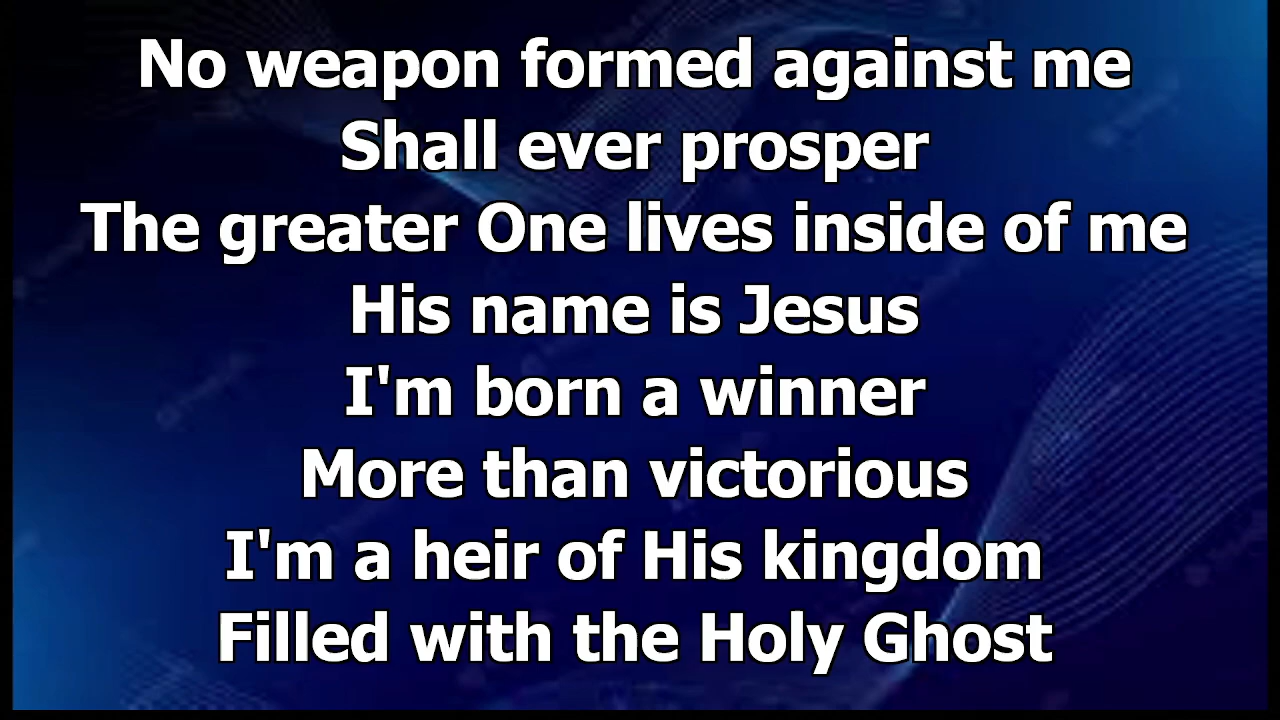 No weapon formed against me
Shall ever prosper
The greater One lives inside of me
His name is Jesus
I'm born a winner
More than victorious
I'm a heir of His kingdom
Filled with the Holy Ghost